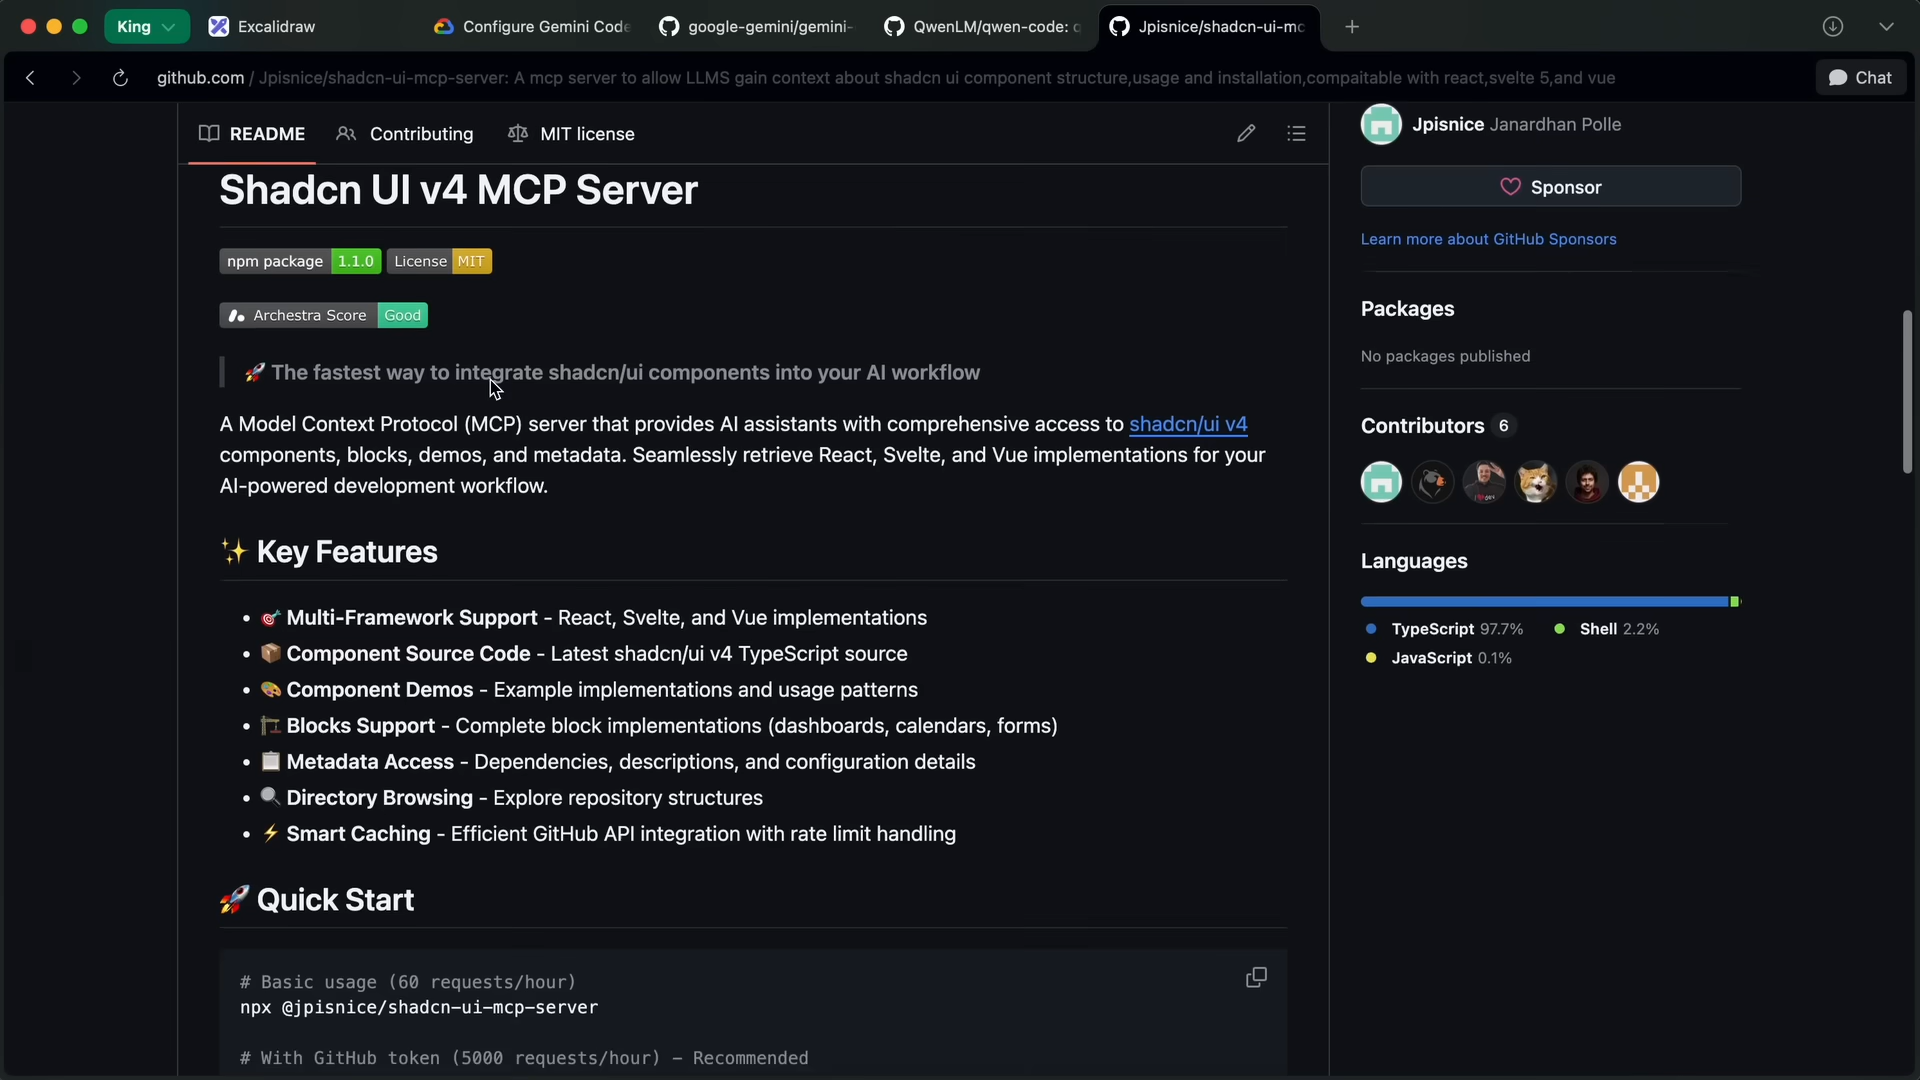 King
Excalidraw
Configure Gemini Code
google-gemini/gemini-
QwenLM/qwen-code: q
Jpisnice/shadcn-ui-mc
github.com / Jpisnice/shadcn-ui-mcp-server: A mcp server to allow LLMS gain context about shadcn ui component structure,usage and installation,compaitable with react,svelte 5,and vue
Chat
README
Contributing
MIT license
Shadcn UI v4 MCP Server
npm package 1.1.0
License MIT
Archestra Score Good
🚀 The fastest way to integrate shadcn/ui components into your AI workflow
A Model Context Protocol (MCP) server that provides AI assistants with comprehensive access to shadcn/ui v4
components, blocks, demos, and metadata. Seamlessly retrieve React, Svelte, and Vue implementations for your
AI-powered development workflow.
✨ Key Features
• 🎯 Multi-Framework Support - React, Svelte, and Vue implementations
• 📦 Component Source Code - Latest shadcn/ui v4 TypeScript source
• 🎨 Component Demos - Example implementations and usage patterns
• 🏗️ Blocks Support - Complete block implementations (dashboards, calendars, forms)
• 📋 Metadata Access - Dependencies, descriptions, and configuration details
• 🔍 Directory Browsing - Explore repository structures
• ⚡ Smart Caching - Efficient GitHub API integration with rate limit handling
🚀 Quick Start
# Basic usage (60 requests/hour)
npx @jpisnice/shadcn-ui-mcp-server
# With GitHub token (5000 requests/hour) - Recommended
Jpisnice Janardhan Polle
Sponsor
Learn more about GitHub Sponsors
Packages
No packages published
Contributors 6
Languages
TypeScript 97.7%
Shell 2.2%
JavaScript 0.1%